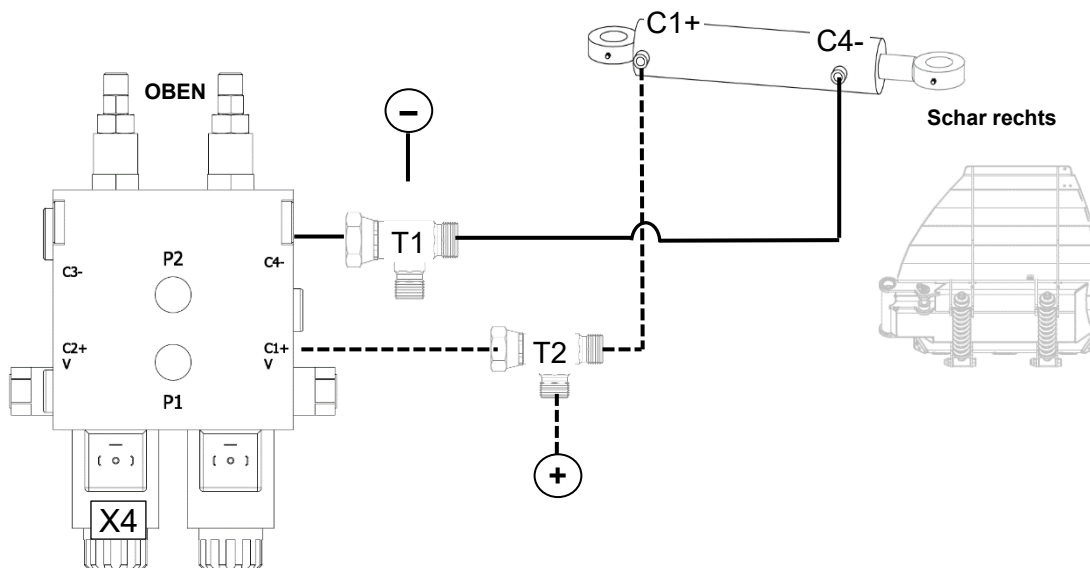 C1+
C4-
OBEN
−
Schar rechts
T1
P2
C3-
C4-
C2+
V
C1+
V
T2
P1
+
X4